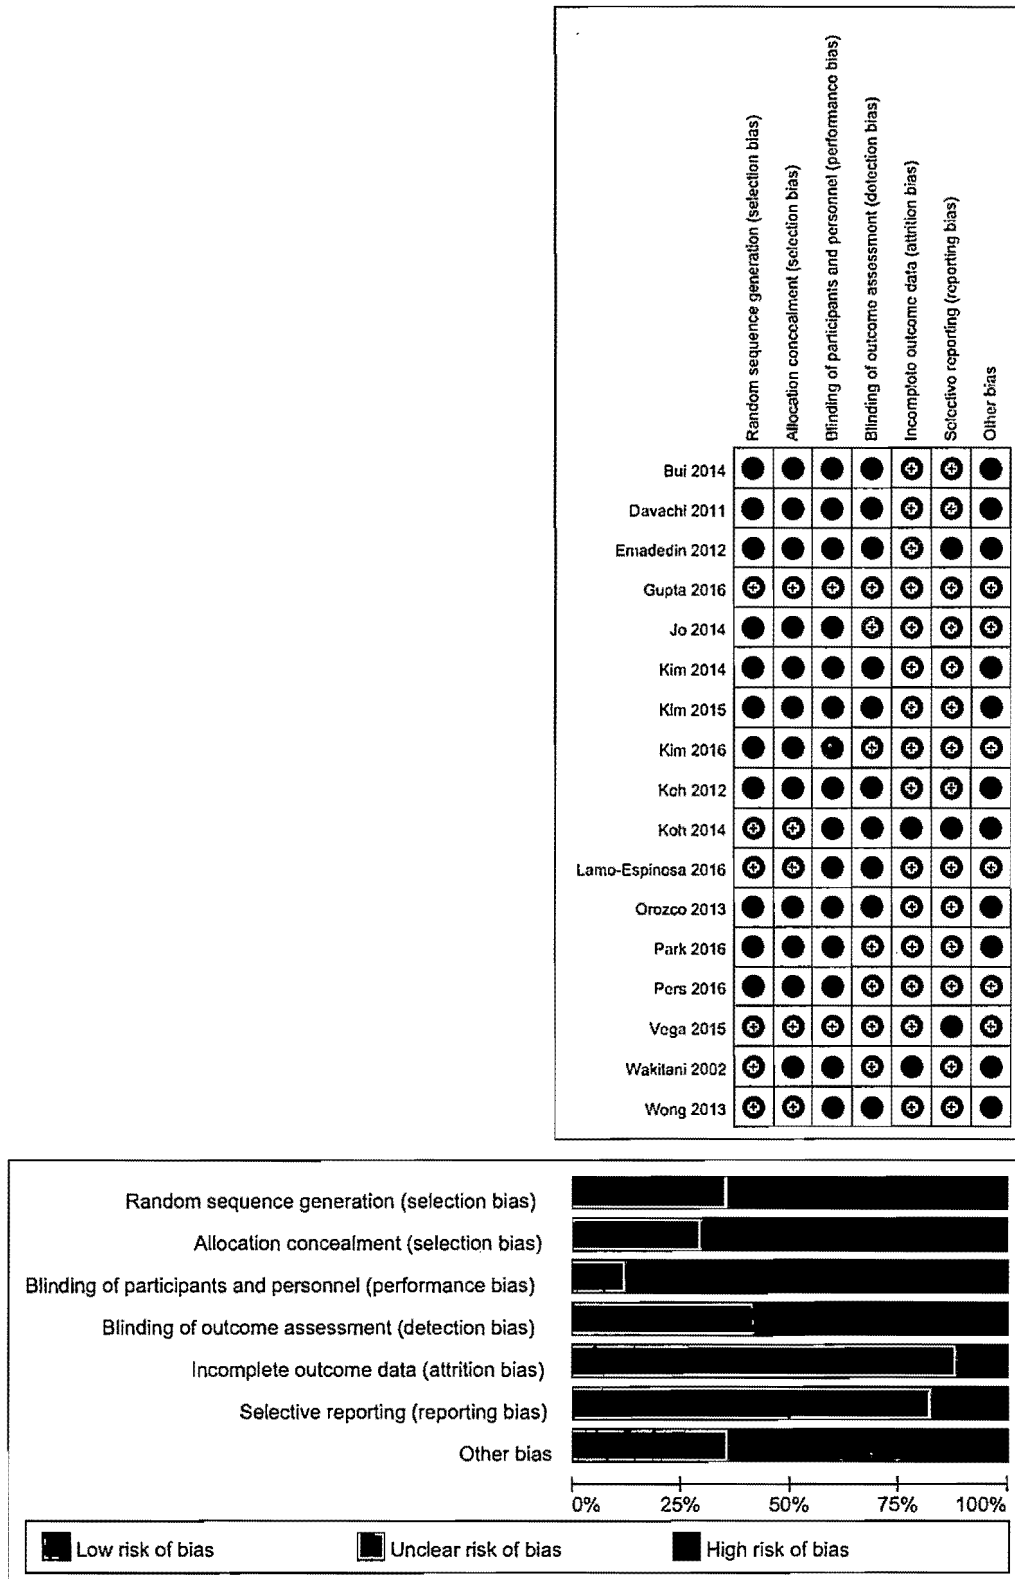 Random sequence generation (selection bias)
Allocation concealment (selection bias)
Blinding of participants and personnel (performance bias)
Blinding of outcome assessment (detection bias)
Incomplete outcome data (attrition bias)
Selective reporting (reporting bias)
Other bias
Bui 2014
Davachi 2011
Emadedin 2012
Gupta 2016
Jo 2014
Kim 2014
Kim 2015
Kim 2016
Koh 2012
Koh 2014
Lamo-Espinosa 2016
Orozco 2013
Park 2016
Pers 2016
Vega 2015
Wakitani 2002
Wong 2013
Random sequence generation (selection bias)
Allocation concealment (selection bias)
Blinding of participants and personnel (performance bias)
Blinding of outcome assessment (detection bias)
Incomplete outcome data (attrition bias)
Selective reporting (reporting bias)
Other bias
0% 25% 50% 75% 100%
Low risk of bias Unclear risk of bias High risk of bias